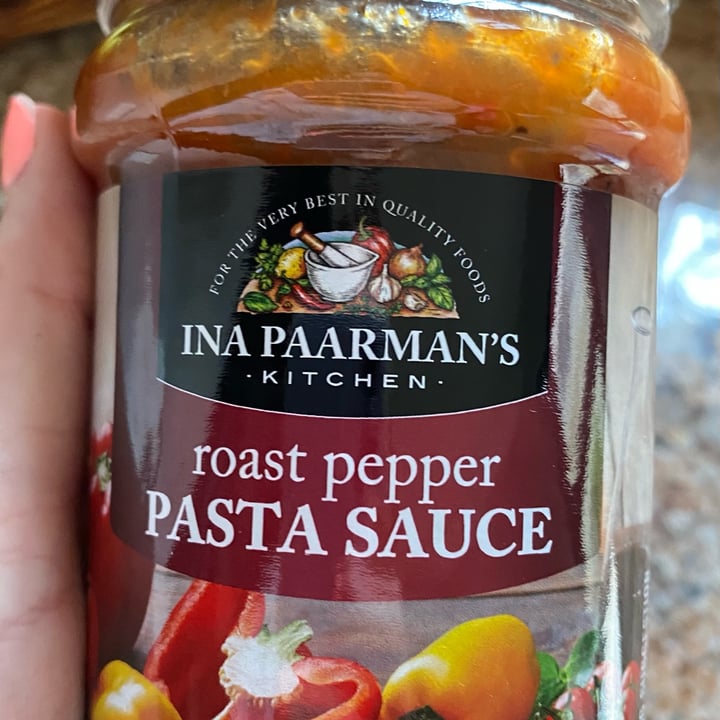 FOR THE VERY BEST IN QUALITY FOODS
INA PAARMAN'S
·KITCHEN·
roast pepper
PASTA SAUCE